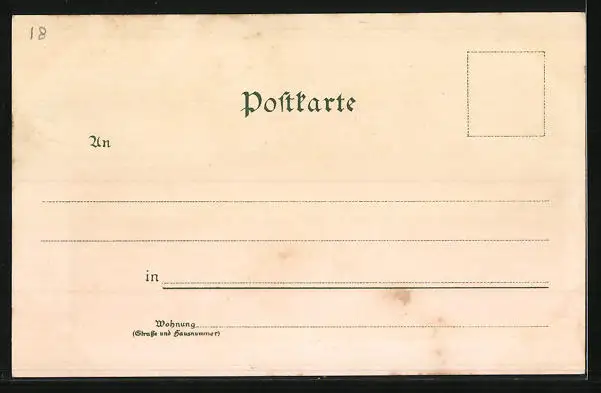 18
Poſtkarte
An
in
Wohnung
(Straße und Hausnummer)